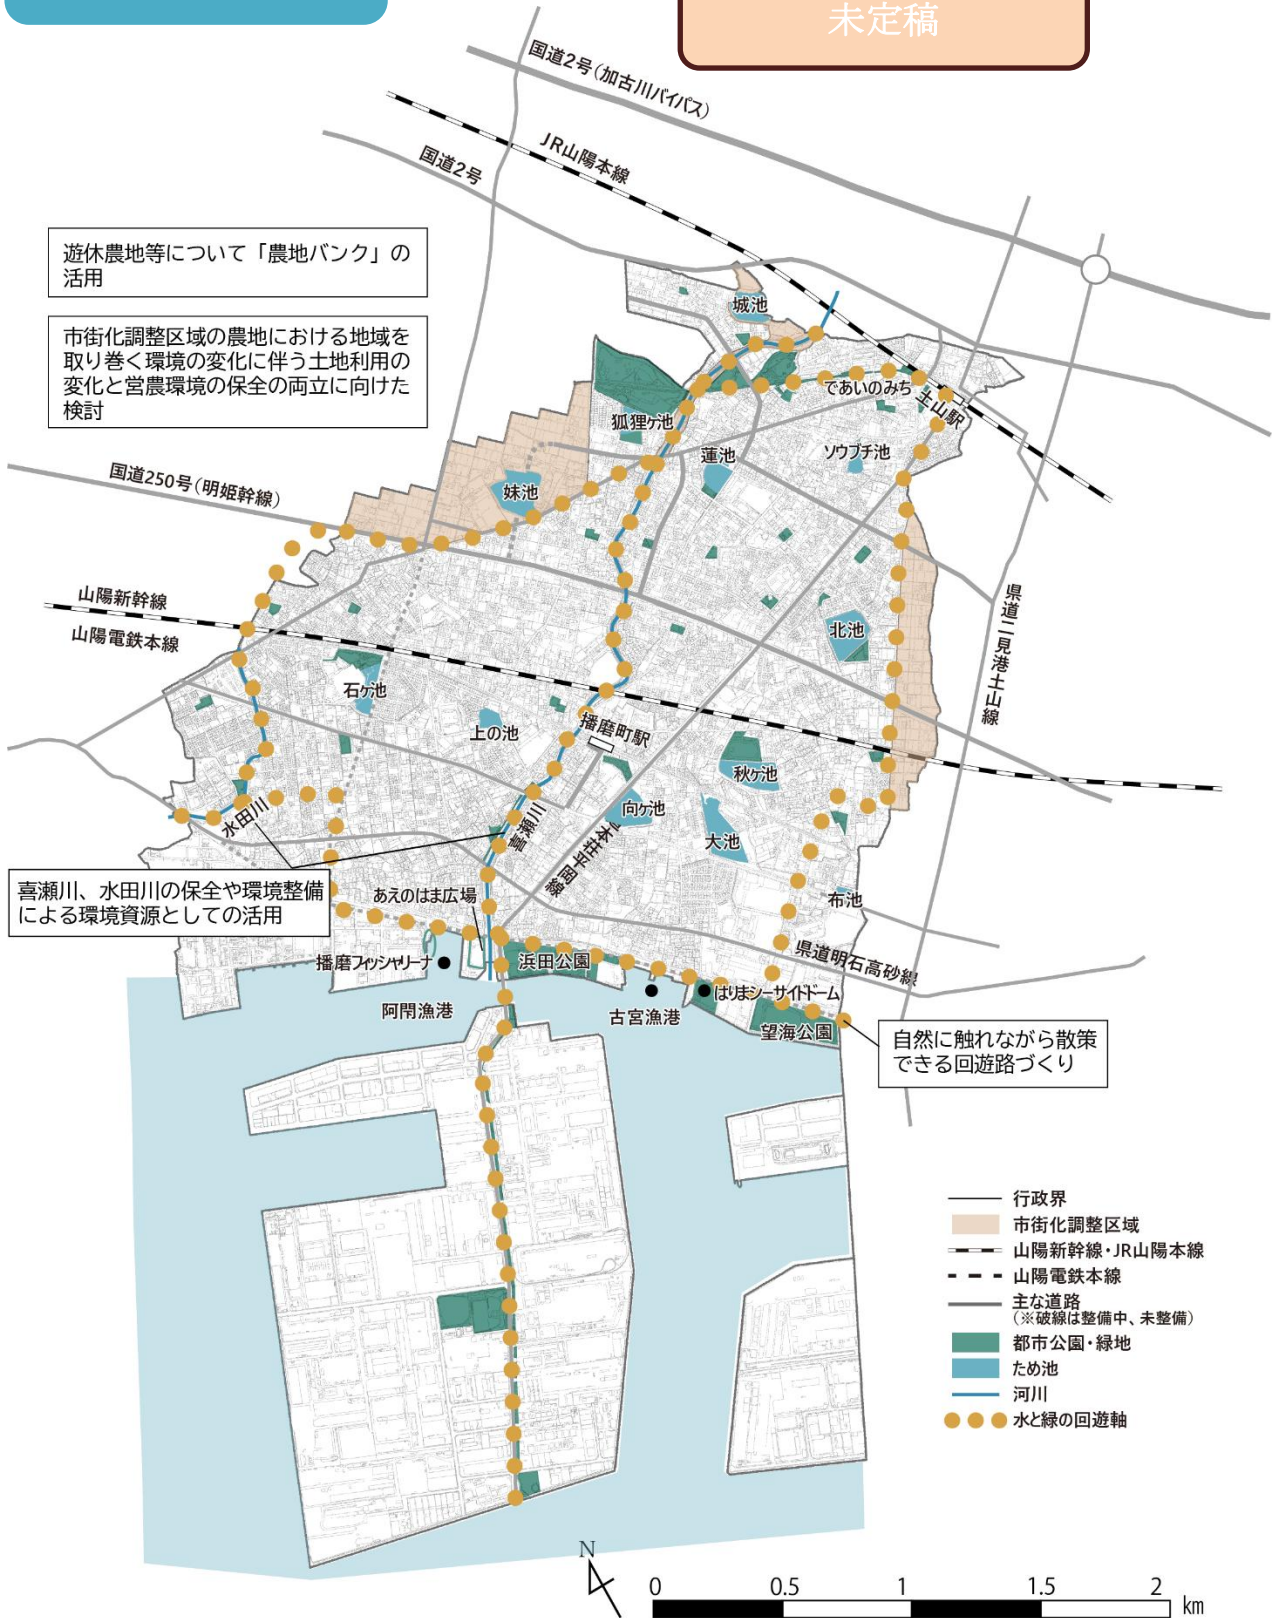 未定稿
国道2号(加古川バイパス)
JR山陽本線
国道2号
遊休農地等について「農地バンク」の
活用
市街化調整区域の農地における地域を
取り巻く環境の変化に伴う土地利用の
変化と営農環境の保全の両立に向けた
検討
城池
であいのみち
土山駅
狐狸ケ池
蓮池
ソウブチ池
妹池
国道250号(明姫幹線)
山陽新幹線
山陽電鉄本線
県道二見港土山線
北池
石ケ池
上の池
播磨町駅
秋ケ池
向ケ池
大池
水田川
喜瀬川
本荘平岡線
喜瀬川、水田川の保全や環境整備
による環境資源としての活用
あえのはま広場
布池
播磨フィッシャリーナ
浜田公園
県道明石高砂線
はりまシーサイドドーム
阿閇漁港
古宮漁港
望海公園
自然に触れながら散策
できる回遊路づくり
行政界
市街化調整区域
山陽新幹線・JR山陽本線
山陽電鉄本線
主な道路
(※破線は整備中、未整備)
都市公園・緑地
ため池
河川
水と緑の回遊軸
N
0 0.5 1 1.5 2 km